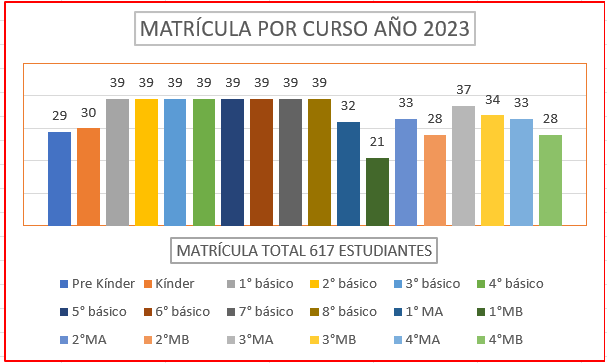 MATRÍCULA POR CURSO AÑO 2023
29 30 39 39 39 39 39 39 39 39 32 21 33 28 37 34 33 28
MATRÍCULA TOTAL 617 ESTUDIANTES
Pre Kínder Kínder 1° básico 2° básico 3° básico 4° básico
5° básico 6° básico 7° básico 8° básico 1° MA 1°MB
2°MA 2°MB 3°MA 3°MB 4°MA 4°MB